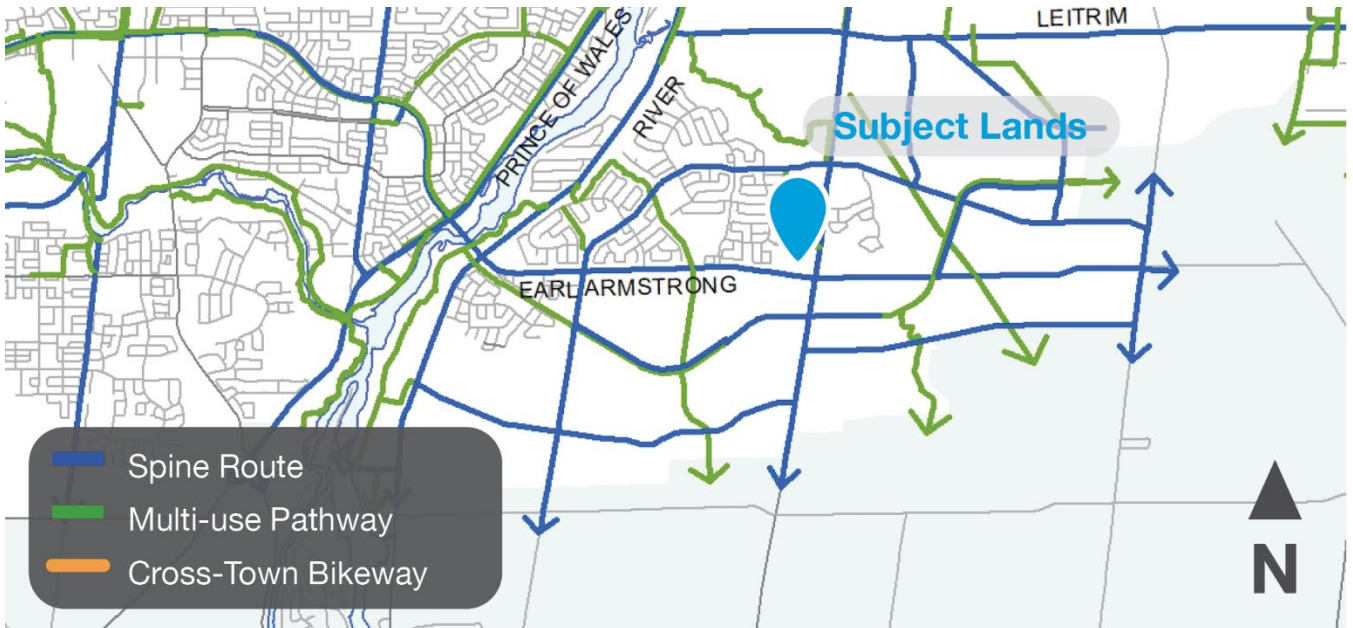 LEITRIM
PRINCE OF WALES
RIVER
Subject Lands
EARL ARMSTRONG
Spine Route
Multi-use Pathway
Cross-Town Bikeway
N